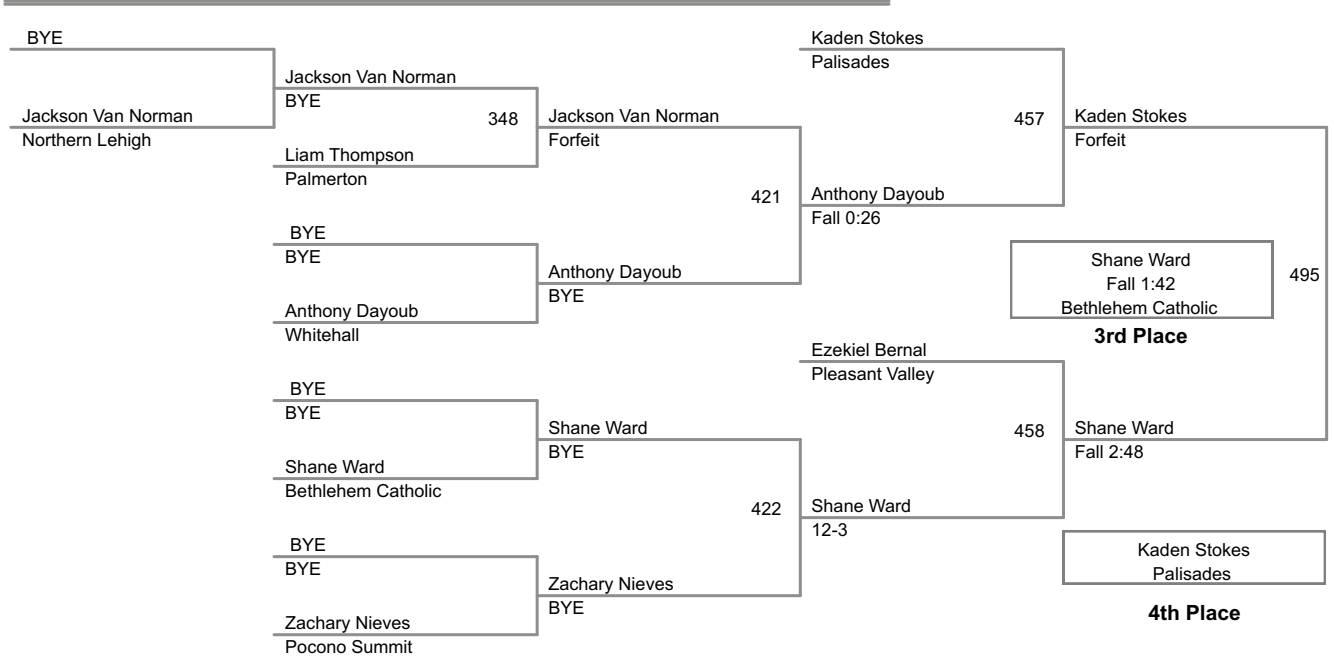 BYE
Jackson Van Norman
Northern Lehigh
Jackson Van Norman
BYE
348
Liam Thompson
Palmerton
BYE
BYE
Anthony Dayoub
Whitehall
BYE
BYE
Shane Ward
Bethlehem Catholic
BYE
BYE
Zachary Nieves
Pocono Summit
Jackson Van Norman
Forfeit
421
Anthony Dayoub
BYE
Shane Ward
BYE
422
Zachary Nieves
BYE
Kaden Stokes
Palisades
457
Anthony Dayoub
Fall 0:26
Ezekiel Bernal
Pleasant Valley
458
Shane Ward
12-3
Kaden Stokes
Forfeit
Shane Ward
Fall 1:42
Bethlehem Catholic
495
3rd Place
Shane Ward
Fall 2:48
Kaden Stokes
Palisades
4th Place